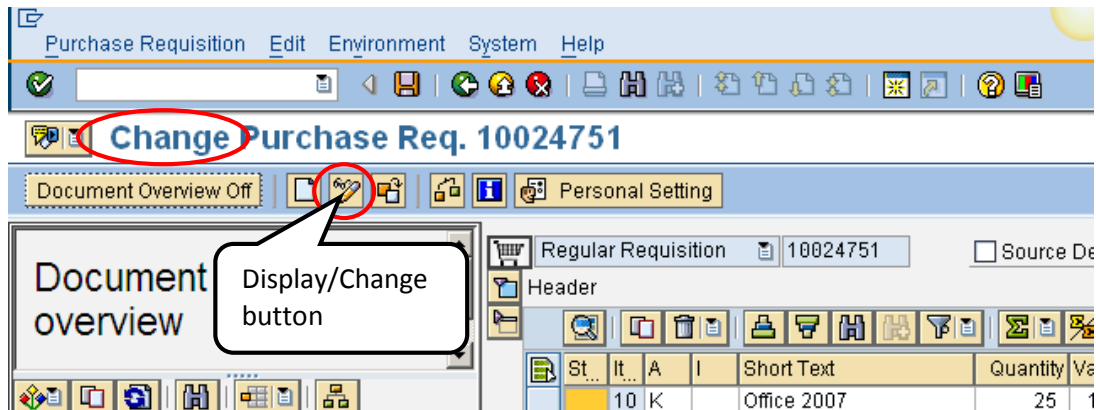 Purchase Requisition Edit Environment System Help
Change Purchase Req. 10024751
Document Overview Off Personal Setting
Regular Requisition 10024751 Source De
Document overview
Display/Change button
Header
St... It... A I Short Text Quantity Va
10 K Office 2007 25 1